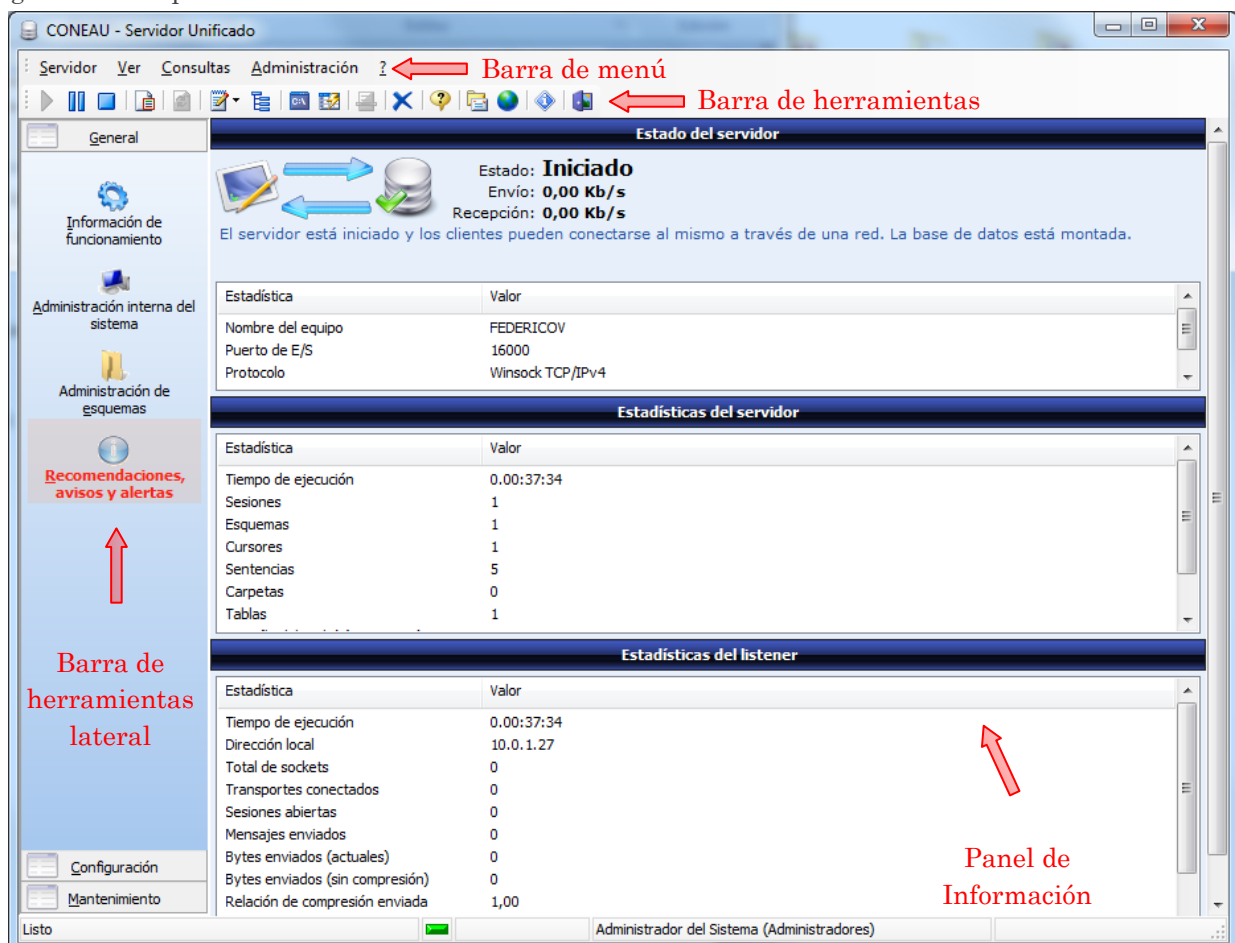 CONEAU - Servidor Unificado
Servidor Ver Consultas Administración ?
Barra de menú
Barra de herramientas
General
Información de
funcionamiento
Administración interna del
sistema
Administración de
esquemas
Recomendaciones,
avisos y alertas
Barra de
herramientas
lateral
Configuración
Mantenimiento
Estado del servidor
Estado: Iniciado
Envío: 0,00 Kb/s
Recepción: 0,00 Kb/s
El servidor está iniciado y los clientes pueden conectarse al mismo a través de una red. La base de datos está montada.
Estadística Valor
Nombre del equipo FEDERICOV
Puerto de E/S 16000
Protocolo Winsock TCP/IPv4
Estadísticas del servidor
Estadística Valor
Tiempo de ejecución 0.00:37:34
Sesiones 1
Esquemas 1
Cursores 1
Sentencias 5
Carpetas 0
Tablas 1
Estadísticas del listener
Estadística Valor
Tiempo de ejecución 0.00:37:34
Dirección local 10.0.1.27
Total de sockets 0
Transportes conectados 0
Sesiones abiertas 0
Mensajes enviados 0
Bytes enviados (actuales) 0
Bytes enviados (sin compresión) 0
Relación de compresión enviada 1,00
Panel de
Información
Listo Administrador del Sistema (Administradores)